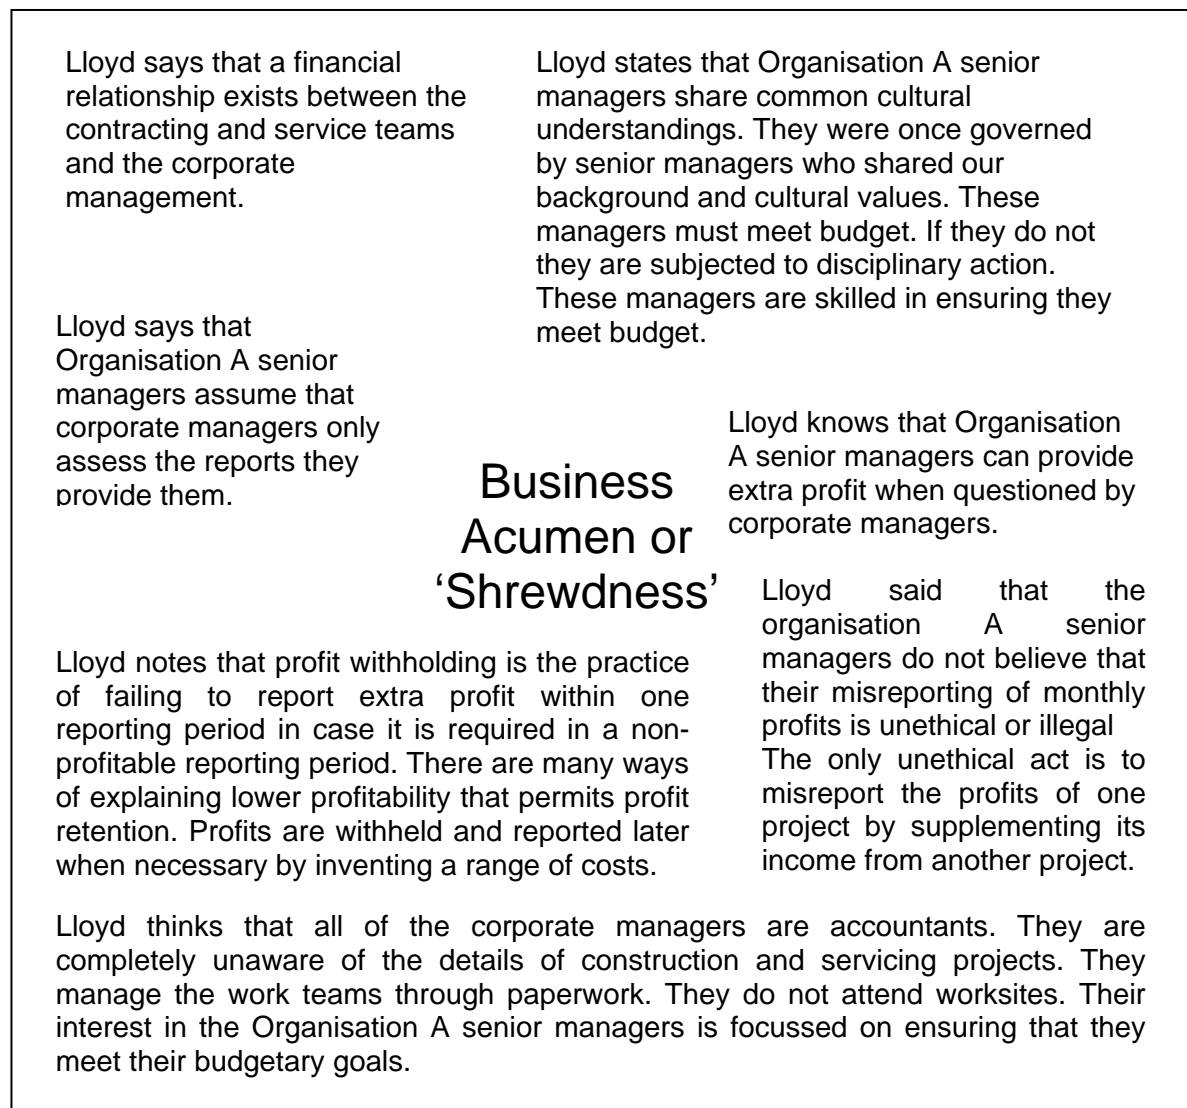 Lloyd says that a financial
relationship exists between the
contracting and service teams
and the corporate
management.
Lloyd states that Organisation A senior
managers share common cultural
understandings. They were once governed
by senior managers who shared our
background and cultural values. These
managers must meet budget. If they do not
they are subjected to disciplinary action.
These managers are skilled in ensuring they
meet budget.
Lloyd says that
Organisation A senior
managers assume that
corporate managers only
assess the reports they
provide them.
Lloyd knows that Organisation
A senior managers can provide
extra profit when questioned by
corporate managers.
Business
Acumen or
‘Shrewdness’
Lloyd said that the
organisation A senior
managers do not believe that
their misreporting of monthly
profits is unethical or illegal
The only unethical act is to
misreport the profits of one
project by supplementing its
income from another project.
Lloyd notes that profit withholding is the practice
of failing to report extra profit within one
reporting period in case it is required in a non-
profitable reporting period. There are many ways
of explaining lower profitability that permits profit
retention. Profits are withheld and reported later
when necessary by inventing a range of costs.
Lloyd thinks that all of the corporate managers are accountants. They are
completely unaware of the details of construction and servicing projects. They
manage the work teams through paperwork. They do not attend worksites. Their
interest in the Organisation A senior managers is focussed on ensuring that they
meet their budgetary goals.